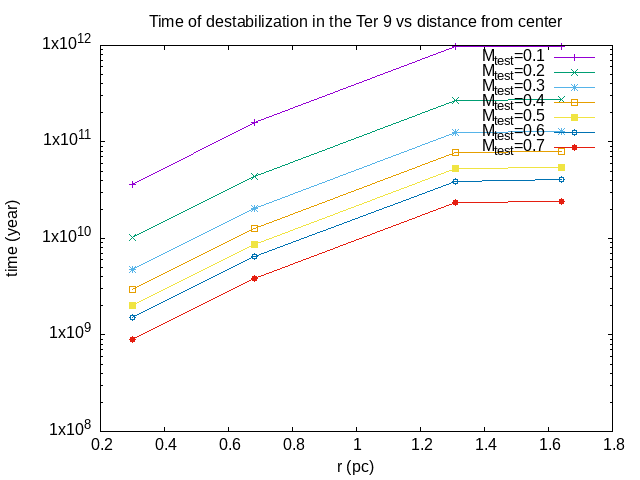 Time of destabilization in the Ter 9 vs distance from center
1x10^12
1x10^11
1x10^10
1x10^9
1x10^8
time (year)
M_test=0.1
M_test=0.2
M_test=0.3
M_test=0.4
M_test=0.5
M_test=0.6
M_test=0.7
0.2 0.4 0.6 0.8 1 1.2 1.4 1.6 1.8
r (pc)